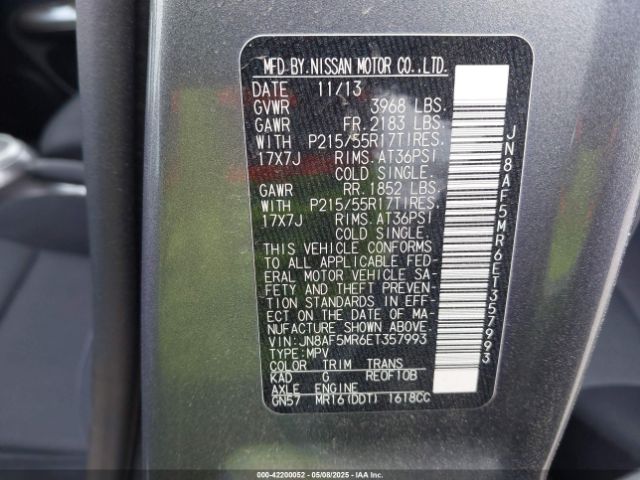 MFD BY.NISSAN MOTOR CO.,LTD.
DATE 11/13
GVWR 3968 LBS.
GAWR FR.2183 LBS.
WITH P215/55R17TIRES.
17X7J RIMS.AT36PSI
COLD SINGLE.
GAWR RR.1852 LBS.
WITH P215/55R17TIRES.
17X7J RIMS.AT36PSI
COLD SINGLE.
THIS VEHICLE CONFORMS
TO ALL APPLICABLE FED-
ERAL MOTOR VEHICLE SA-
FETY AND THEFT PREVEN-
TION STANDARDS IN EFF-
ECT ON THE DATE OF MA-
NUFACTURE SHOWN ABOVE.
VIN:JN8AF5MR6ET357993
TYPE:MPV
COLOR TRIM TRANS
KAD G RE0F10B
AXLE ENGINE
GN57 MR16(DDT) 1618CC
JN8AF5MR6ET357993
000-42200052 - 05/08/2025 - IAAI.COM